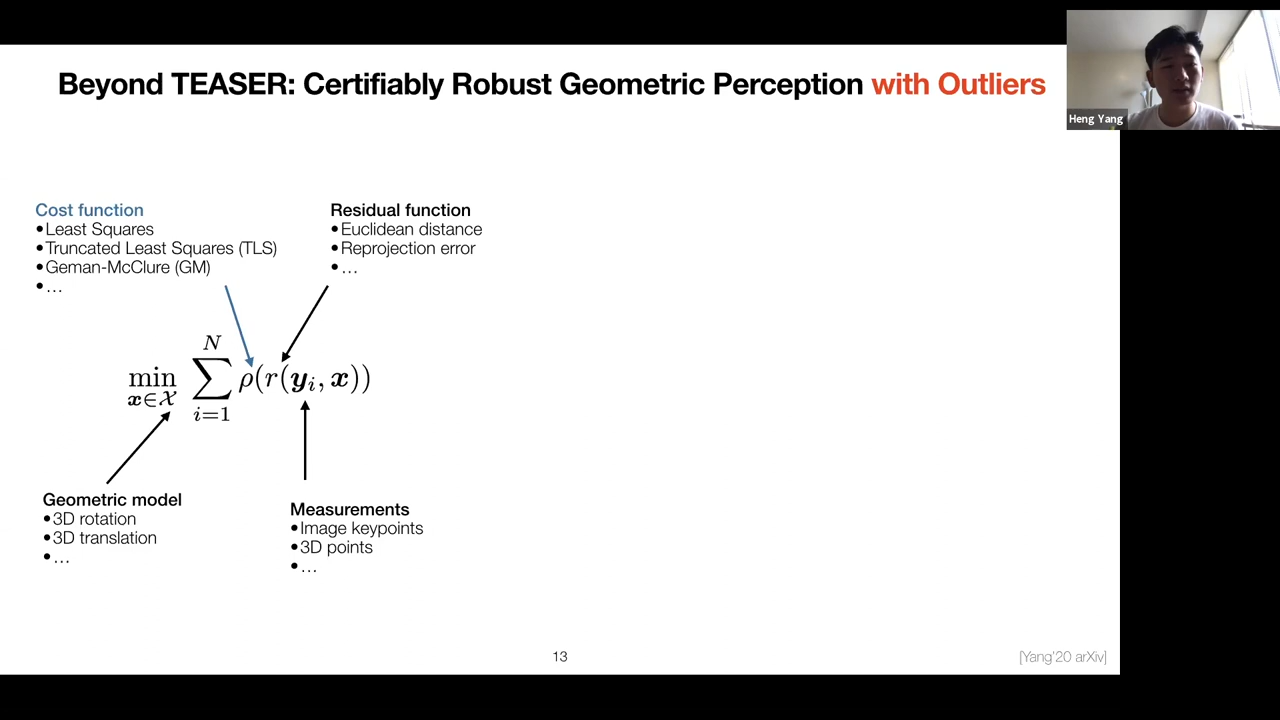 Beyond TEASER: Certifiably Robust Geometric Perception with Outliers
Heng Yang
Cost function
•Least Squares
•Truncated Least Squares (TLS)
•Geman-McClure (GM)
•…
Residual function
•Euclidean distance
•Reprojection error
•…
min x∈𝒳 ∑ i=1 N ρ(r(yᵢ, x))
Geometric model
•3D rotation
•3D translation
•…
Measurements
•Image keypoints
•3D points
•…
13
[Yang'20 arXiv]